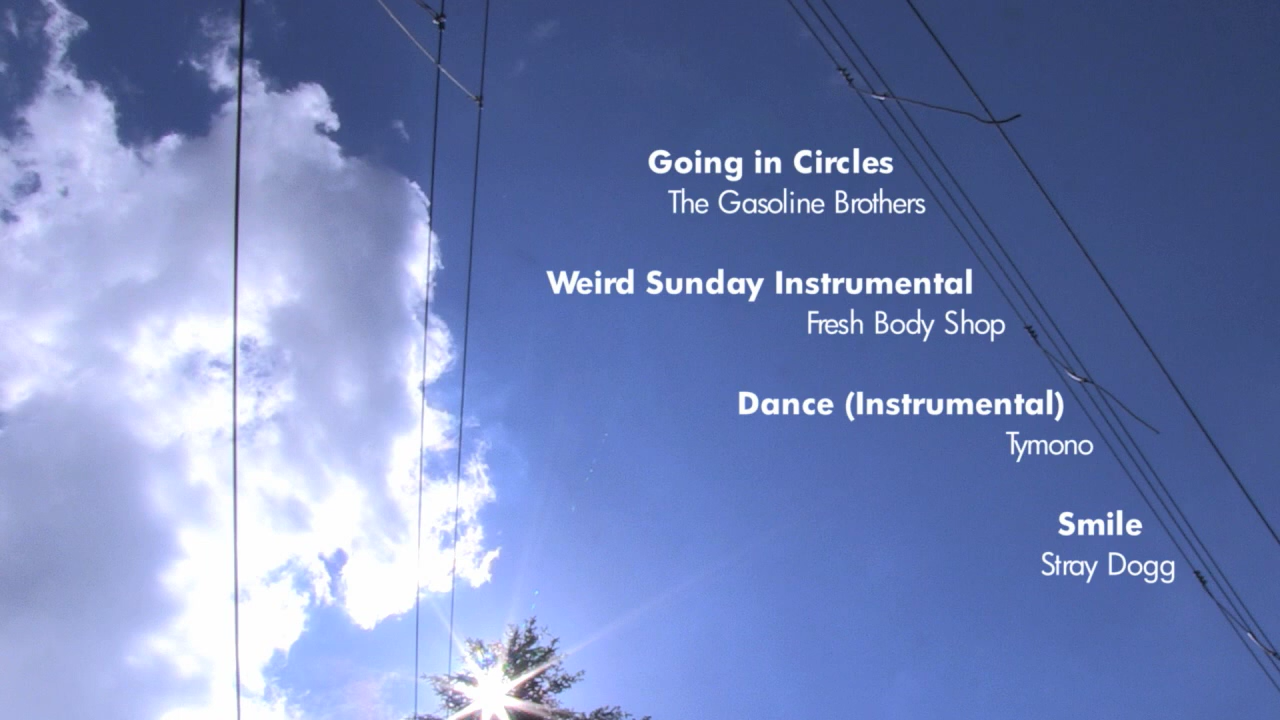 Going in Circles
The Gasoline Brothers
Weird Sunday Instrumental
Fresh Body Shop
Dance (Instrumental)
Tymono
Smile
Stray Dogg